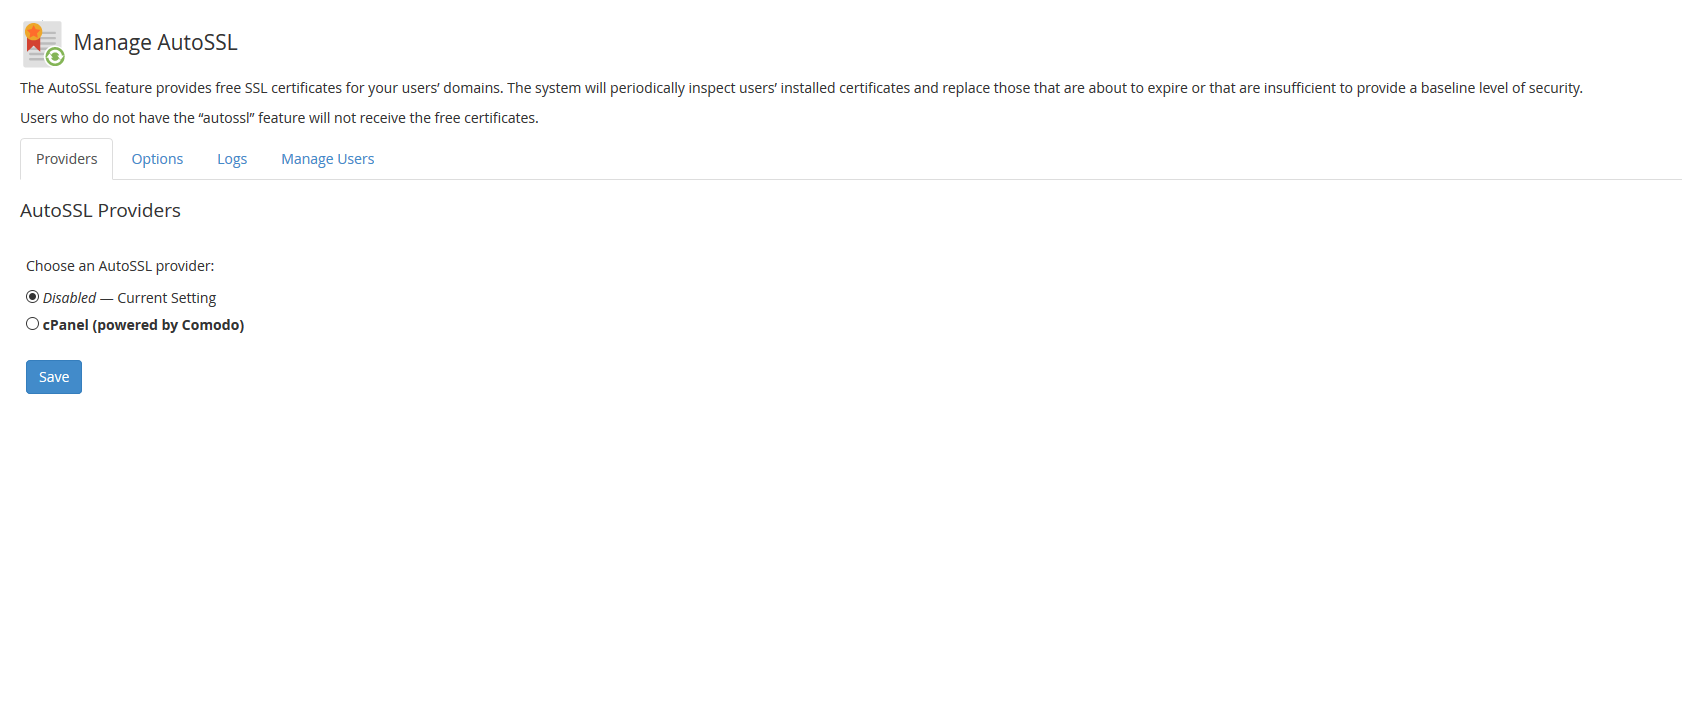 Manage AutoSSL
The AutoSSL feature provides free SSL certificates for your users’ domains. The system will periodically inspect users’ installed certificates and replace those that are about to expire or that are insufficient to provide a baseline level of security.
Users who do not have the “autossl” feature will not receive the free certificates.
Providers Options Logs Manage Users
AutoSSL Providers
Choose an AutoSSL provider:
Disabled — Current Setting
cPanel (powered by Comodo)
Save